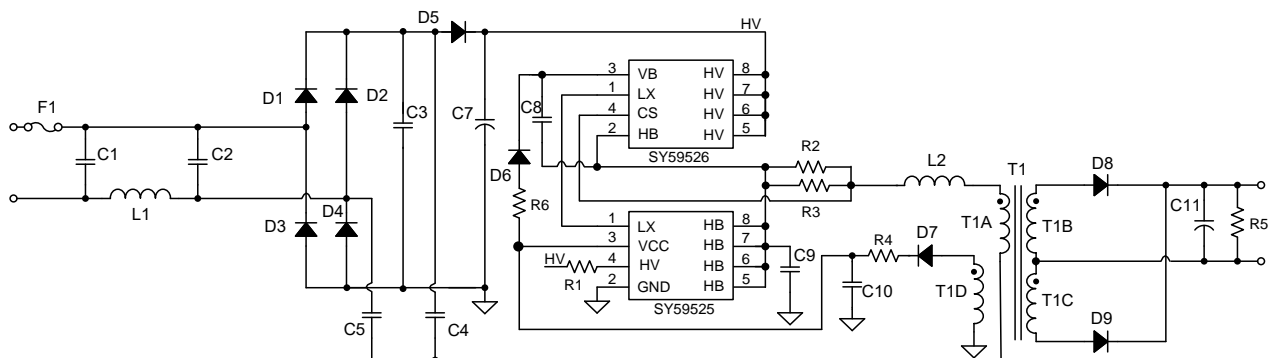 D5
HV
F1
D1
D2
C3
C7
C8
3 VB HV 8
1 LX HV 7
4 CS HV 6
2 HB HV 5
SY59526
C1
C2
L1
D3
D4
D6
R6
R2
R3
L2
T1
D8
T1A
T1B
C11
R5
1 LX HB 8
3 VCC HB 7
4 HV HB 6
2 GND HB 5
SY59525
HV
R1
C9
R4
D7
C10
T1D
T1C
D9
C5
C4